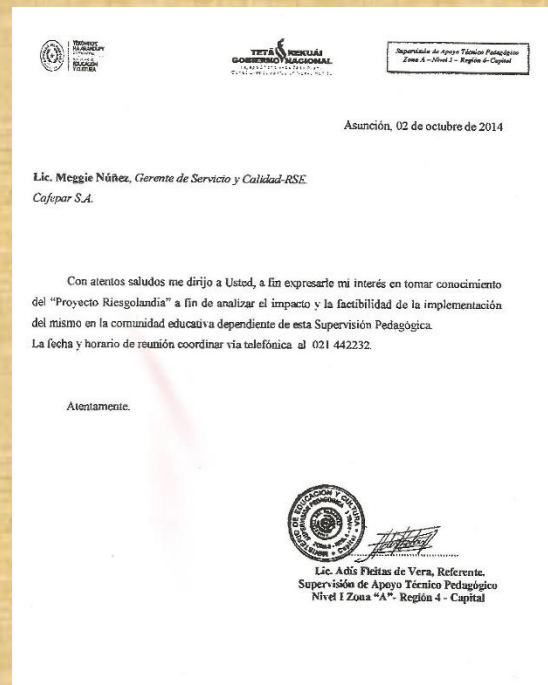 TETÃ REKUÁI
GOBIERNO NACIONAL
Supervisión de Apoyo Técnico Pedagógico
Zona A – Nivel 1 – Región 4- Capital
Asunción, 02 de octubre de 2014
Lic. Meggie Núñez, Gerente de Servicio y Calidad-RSE.
Cafepar S.A.
Con atentos saludos me dirijo a Usted, a fin expresarle mi interés en tomar conocimiento
del “Proyecto Riesgolandia” a fin de analizar el impacto y la factibilidad de la implementación
del mismo en la comunidad educativa dependiente de esta Supervisión Pedagógica.
La fecha y horario de reunión coordinar vía telefónica al 021 442232.
Atentamente.
MINISTERIO DE EDUCACION Y CULTURA
Lic. Adis Fleitas de Vera, Referente.
Supervisión de Apoyo Técnico Pedagógico
Nivel I Zona “A”- Región 4 - Capital